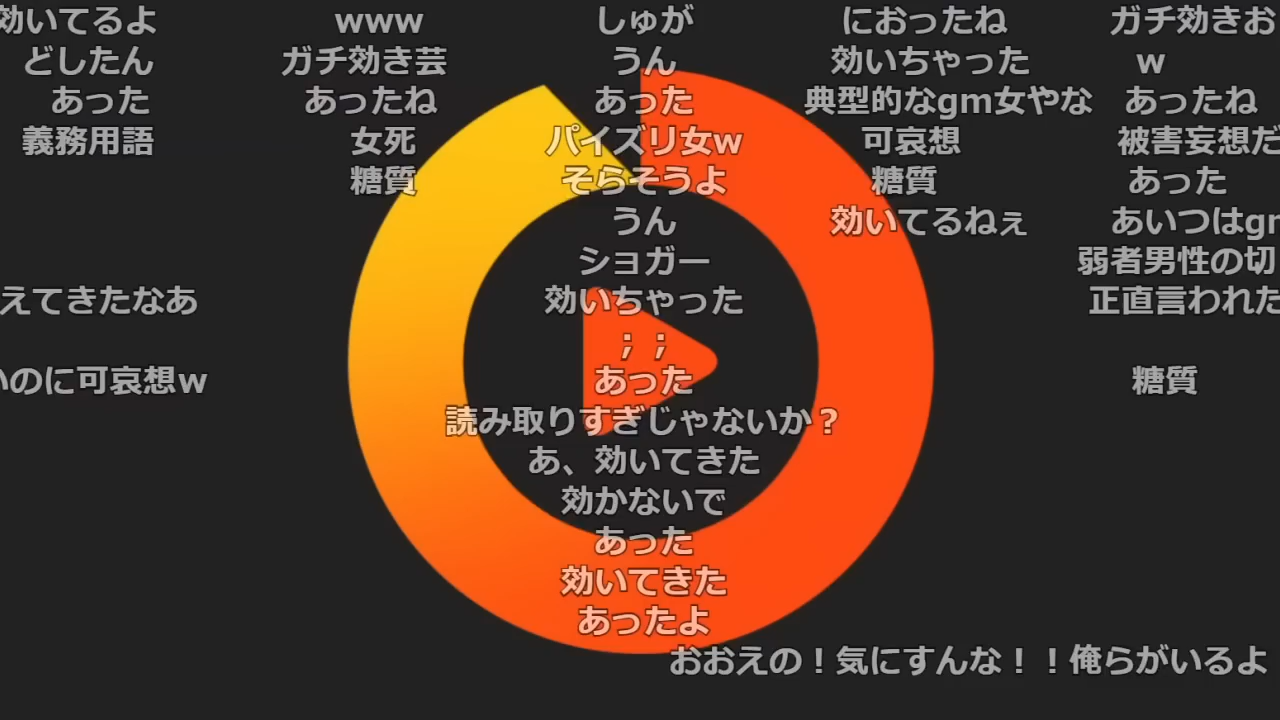 効いてるよ www しゅが におったね ガチ効きお
どしたん ガチ効き芸 うん 効いちゃった w
あった あったね あった 典型的なgm女やな あったね
義務用語 女死 パイズリ女w 可哀想 被害妄想だ
糖質 そらそうよ 糖質 あった
うん 効いてるねぇ あいつはgm
ショガー 弱者男性の切
えてきたなあ 効いちゃった 正直言われた
；；
いのに可哀想w あった 糖質
読み取りすぎじゃないか？
あ、効いてきた
効かないで
あった
効いてきた
あったよ
おおえの！気にすんな！！俺らがいるよ